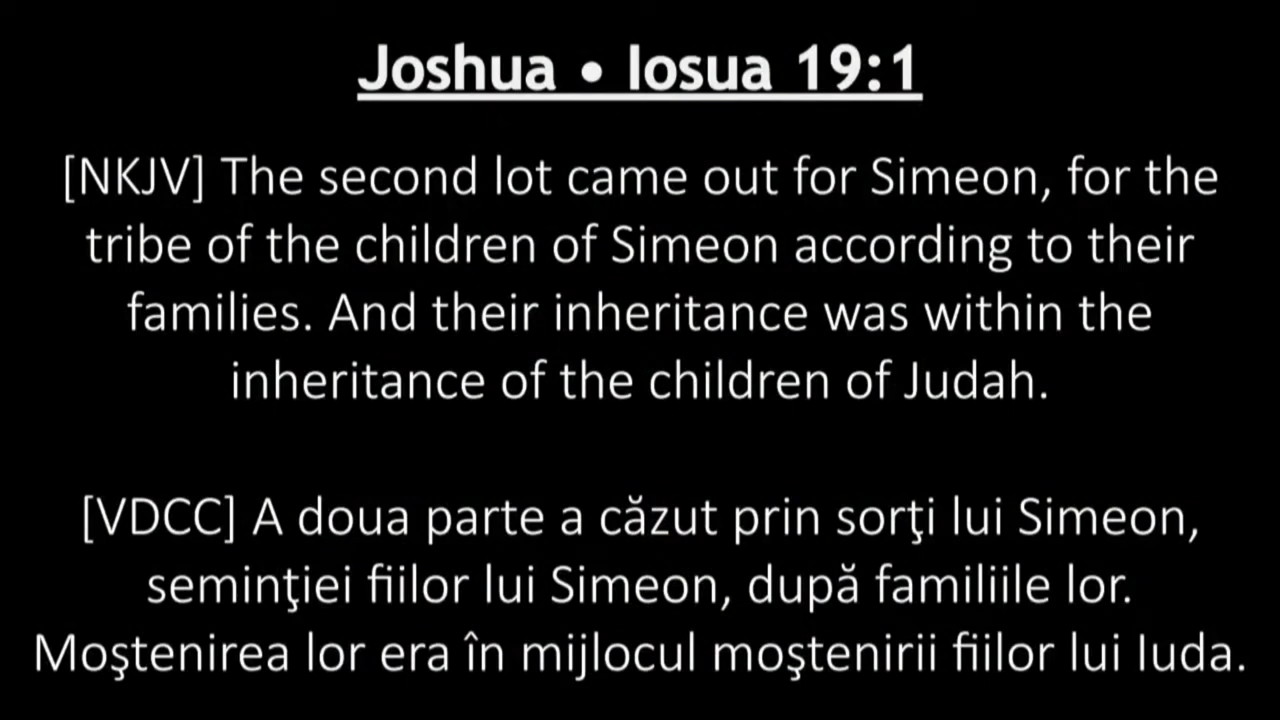 Joshua • Iosua 19:1
[NKJV] The second lot came out for Simeon, for the
tribe of the children of Simeon according to their
families. And their inheritance was within the
inheritance of the children of Judah.
[VDCC] A doua parte a căzut prin sorţi lui Simeon,
seminţiei fiilor lui Simeon, după familiile lor.
Moştenirea lor era în mijlocul moştenirii fiilor lui Iuda.